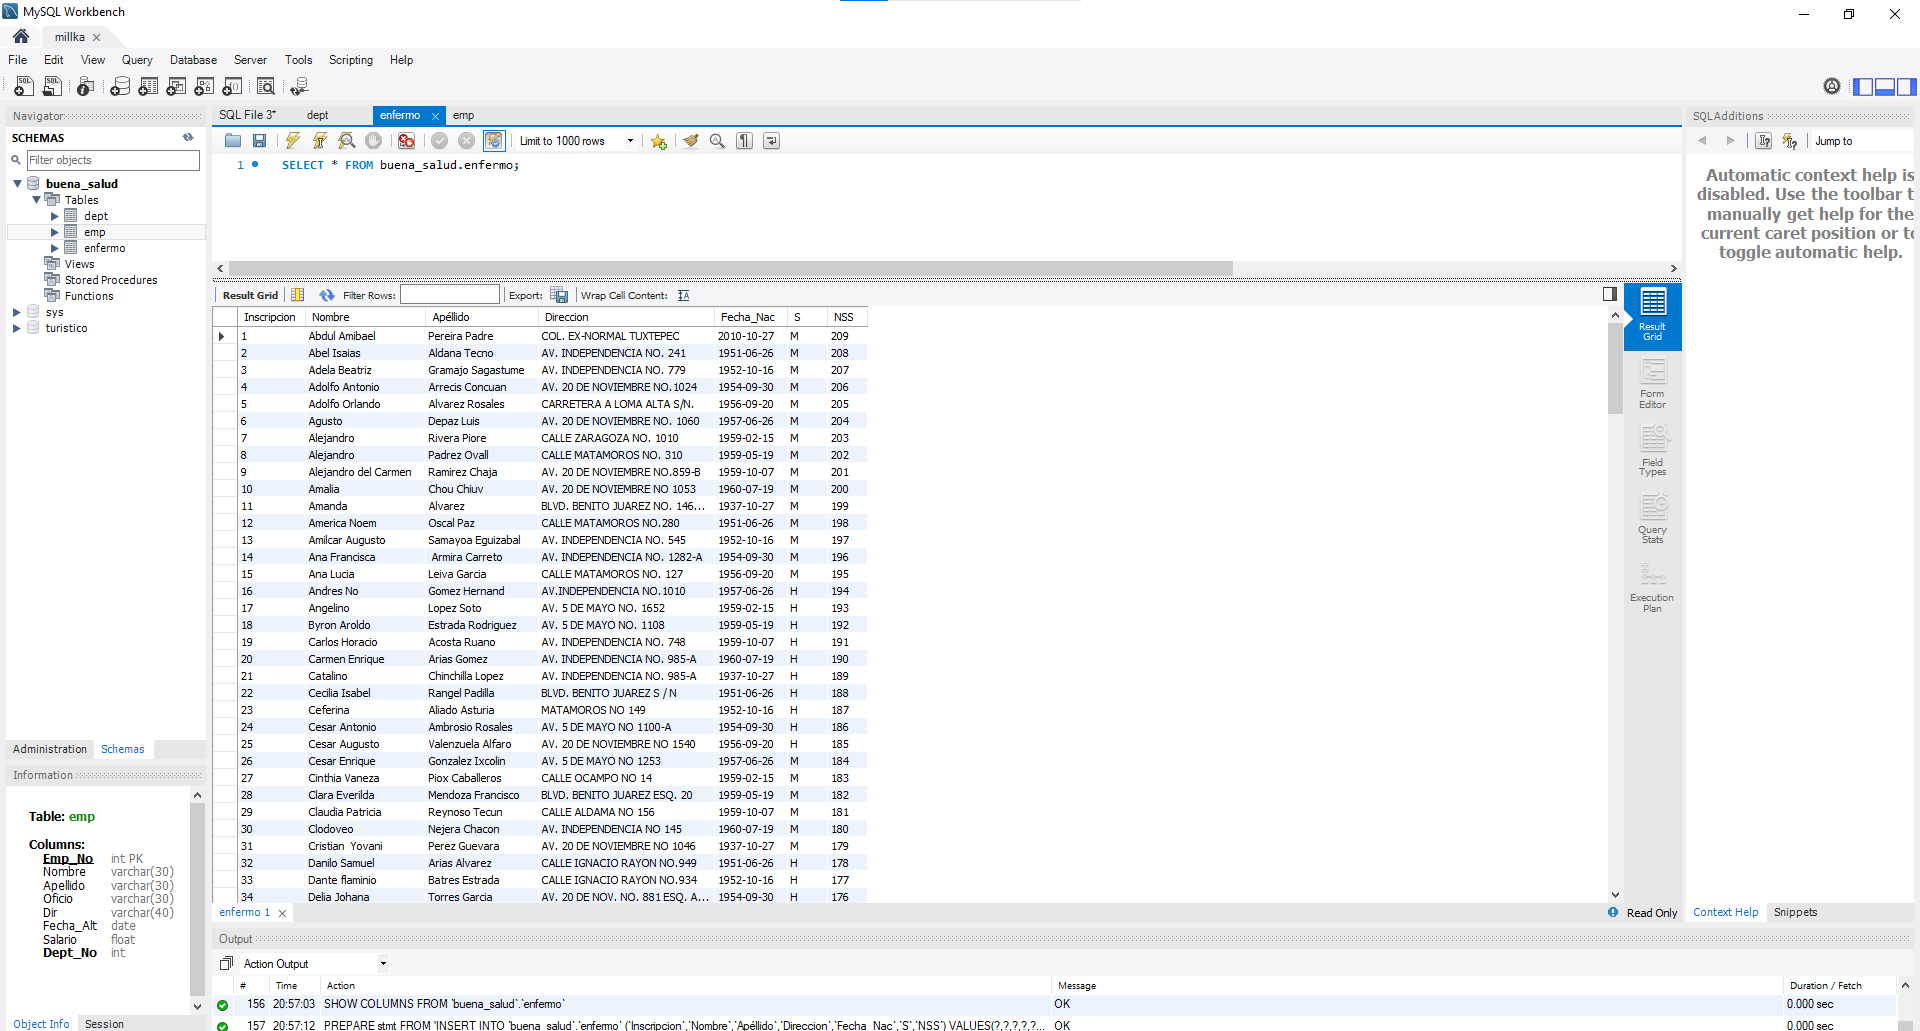 MySQL Workbench
millka
File Edit View Query Database Server Tools Scripting Help
Navigator
SCHEMAS
Filter objects
buena_salud
Tables
dept
emp
enfermo
Views
Stored Procedures
Functions
sys
turistico
Administration Schemas
Information
Table: emp
Columns:
Emp_No int PK
Nombre varchar(30)
Apellido varchar(30)
Oficio varchar(30)
Dir varchar(40)
Fecha_Alt date
Salario float
Dept_No int
Object Info Session
SQL File 3* dept enfermo emp
Limit to 1000 rows
1 SELECT * FROM buena_salud.enfermo;
Result Grid Filter Rows: Export: Wrap Cell Content:
Inscripcion Nombre Apéllido Direccion Fecha_Nac S NSS
1 Abdul Amibael Pereira Padre COL. EX-NORMAL TUXTEPEC 2010-10-27 M 209
2 Abel Isaias Aldana Tecno AV. INDEPENDENCIA NO. 241 1951-06-26 M 208
3 Adela Beatriz Gramajo Sagastume AV. INDEPENDENCIA NO. 779 1952-10-16 M 207
4 Adolfo Antonio Arrecis Concuan AV. 20 DE NOVIEMBRE NO.1024 1954-09-30 M 206
5 Adolfo Orlando Alvarez Rosales CARRETERA A LOMA ALTA S/N. 1956-09-20 M 205
6 Agusto Depaz Luis AV. 20 DE NOVIEMBRE NO. 1060 1957-06-26 M 204
7 Alejandro Rivera Piore CALLE ZARAGOZA NO. 1010 1959-02-15 M 203
8 Alejandro Padrez Ovall CALLE MATAMOROS NO. 310 1959-05-19 M 202
9 Alejandro del Carmen Ramirez Chaja AV. 20 DE NOVIEMBRE NO.859-B 1959-10-07 M 201
10 Amalia Chou Chiuv AV. 20 DE NOVIEMBRE NO 1053 1960-07-19 M 200
11 Amanda Alvarez BLVD. BENITO JUAREZ NO. 146... 1937-10-27 M 199
12 America Noem Oscal Paz CALLE MATAMOROS NO.280 1951-06-26 M 198
13 Amilcar Augusto Samayoa Eguizabal AV. INDEPENDENCIA NO. 545 1952-10-16 M 197
14 Ana Francisca Armira Carreto AV. INDEPENDENCIA NO. 1282-A 1954-09-30 M 196
15 Ana Lucia Leiva Garcia CALLE MATAMOROS NO. 127 1956-09-20 M 195
16 Andres No Gomez Hernand AV.INDEPENDENCIA NO.1010 1957-06-26 H 194
17 Angelino Lopez Soto AV. 5 DE MAYO NO. 1652 1959-02-15 H 193
18 Byron Aroldo Estrada Rodriguez AV. 5 DE MAYO NO. 1108 1959-05-19 H 192
19 Carlos Horacio Acosta Ruano AV. INDEPENDENCIA NO. 748 1959-10-07 H 191
20 Carmen Enrique Arias Gomez AV. INDEPENDENCIA NO. 985-A 1960-07-19 H 190
21 Catalino Chinchilla Lopez AV. INDEPENDENCIA NO. 985-A 1937-10-27 H 189
22 Cecilia Isabel Rangel Padilla BLVD. BENITO JUAREZ S / N 1951-06-26 H 188
23 Ceferina Aliado Asturia MATAMOROS NO 149 1952-10-16 H 187
24 Cesar Antonio Ambrosio Rosales AV. 5 DE MAYO NO 1100-A 1954-09-30 H 186
25 Cesar Augusto Valenzuela Alfaro AV. 20 DE NOVIEMBRE NO 1540 1956-09-20 H 185
26 Cesar Enrique Gonzalez Ixcolin AV. 5 DE MAYO NO 1253 1957-06-26 M 184
27 Cinthia Vaneza Piox Caballeros CALLE OCAMPO NO 14 1959-02-15 M 183
28 Clara Everilda Mendoza Francisco BLVD. BENITO JUAREZ ESQ. 20 1959-05-19 M 182
29 Claudia Patricia Reynoso Tecun CALLE ALDAMA NO 156 1959-10-07 M 181
30 Clodoveo Nejera Chacon AV. INDEPENDENCIA NO 145 1960-07-19 M 180
31 Cristian Yovani Perez Guevara AV. 20 DE NOVIEMBRE NO 1046 1937-10-27 M 179
32 Danilo Samuel Arias Alvarez CALLE IGNACIO RAYON NO.949 1951-06-26 H 178
33 Dante flaminio Batres Estrada CALLE IGNACIO RAYON NO.934 1952-10-16 H 177
34 Delia Johana Torres Garcia AV. 20 DE NOV. NO. 881 ESQ. A... 1954-09-30 H 176
Result Grid
Form Editor
Field Types
Query Stats
Execution Plan
enfermo 1
Read Only
Output
Action Output
# Time Action Message Duration / Fetch
156 20:57:03 SHOW COLUMNS FROM `buena_salud`.`enfermo` OK 0.000 sec
157 20:57:12 PREPARE stmt FROM 'INSERT INTO `buena_salud`.`enfermo` (`Inscripcion`,`Nombre`,`Apéllido`,`Direccion`,`Fecha_Nac`,`S`,`NSS`) VALUES(?,?,?,?,?... OK 0.000 sec
SQLAdditions
Jump to
Automatic context help is
disabled. Use the toolbar t
manually get help for the
current caret position or to
toggle automatic help.
Context Help Snippets